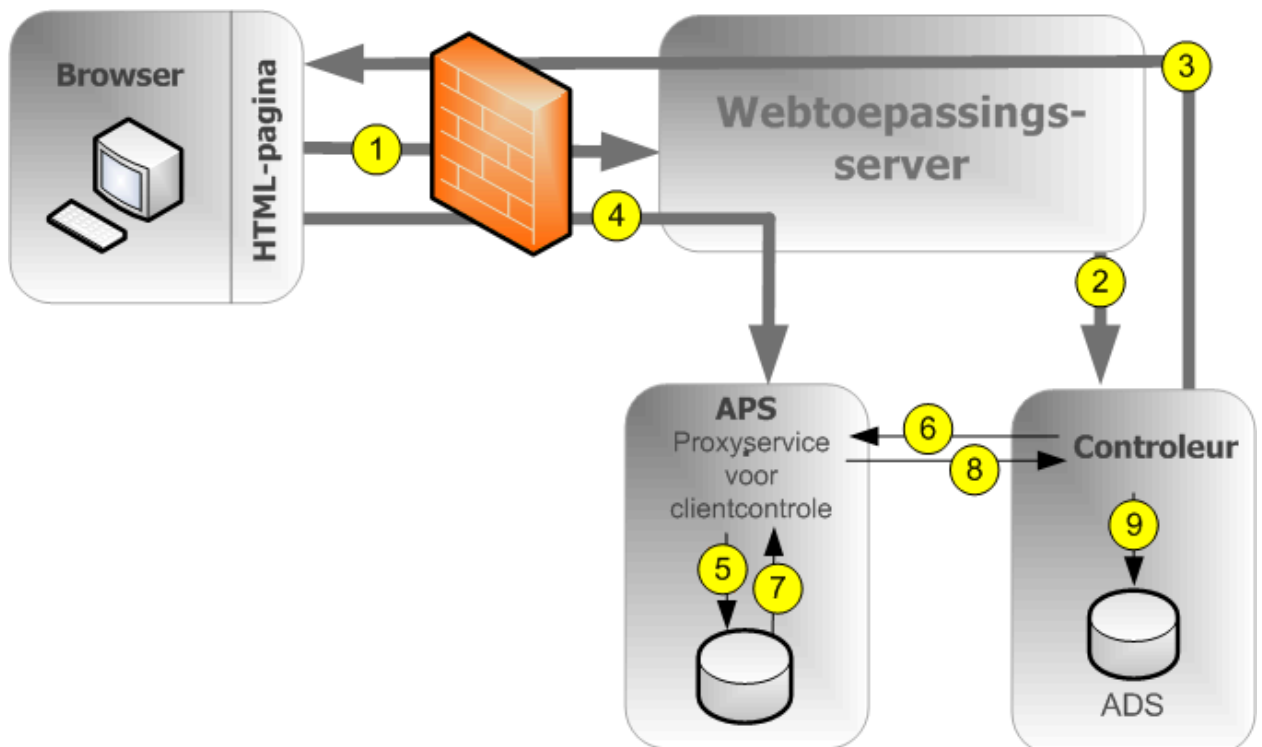 Browser
HTML-pagina
1
Webtoepassings-
server
3
4
2
APS
Proxyservice
voor
clientcontrole
6
8
Controleur
5
7
9
ADS